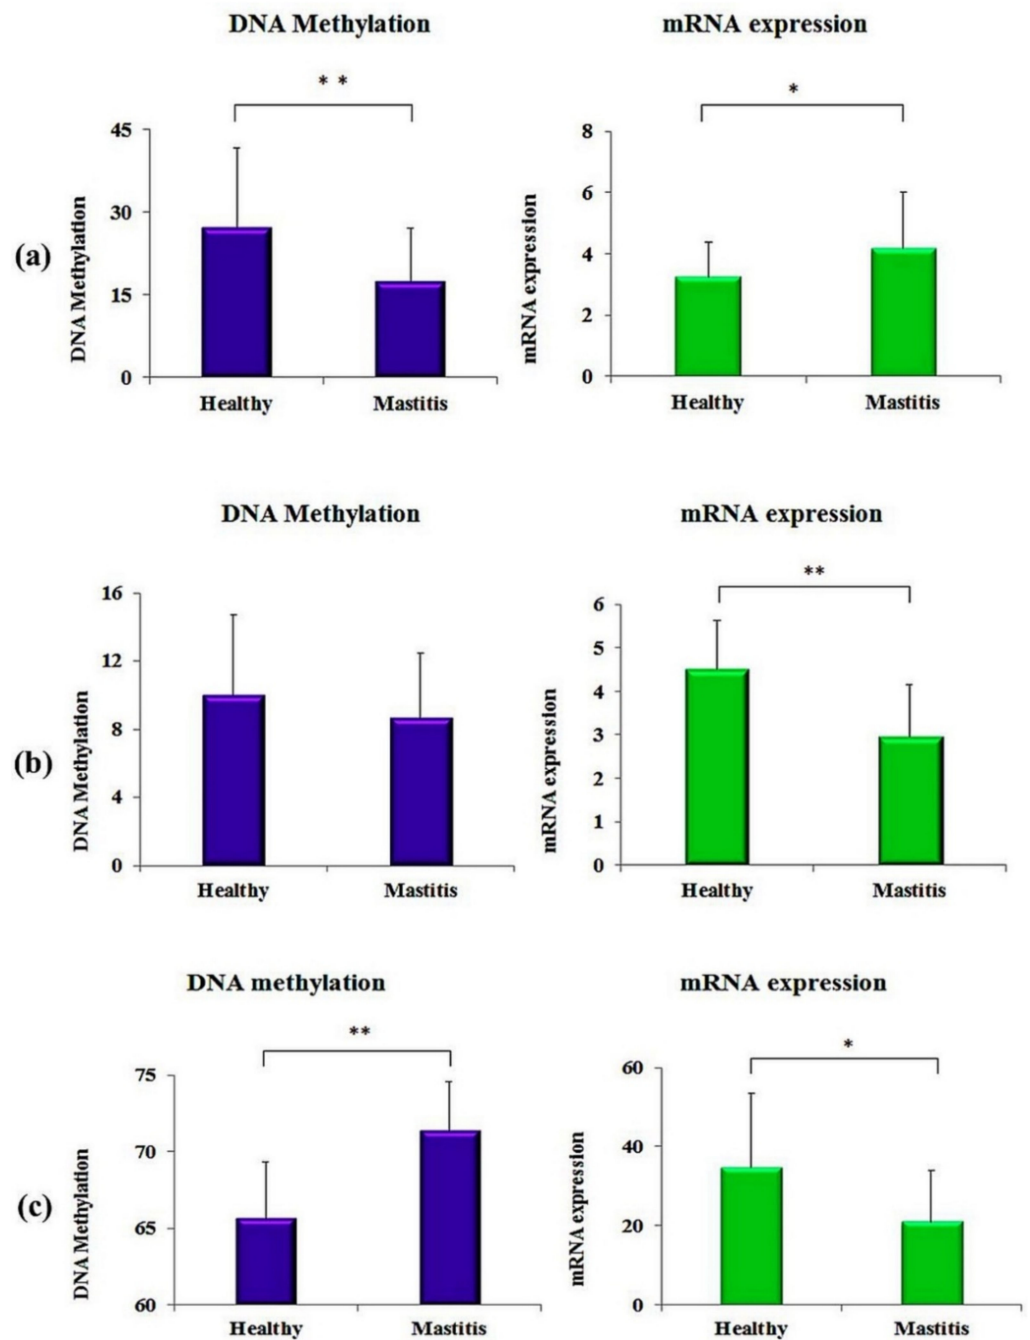 DNA Methylation
mRNA expression
* *
*
(a)
DNA Methylation
45
30
15
0
Healthy Mastitis
mRNA expression
8
6
4
2
0
Healthy Mastitis
DNA Methylation
mRNA expression
**
(b)
DNA Methylation
16
12
8
4
0
Healthy Mastitis
mRNA expression
6
5
4
3
2
1
0
Healthy Mastitis
DNA methylation
mRNA expression
**
*
(c)
DNA Methylation
75
70
65
60
Healthy Mastitis
mRNA expression
60
40
20
0
Healthy Mastitis